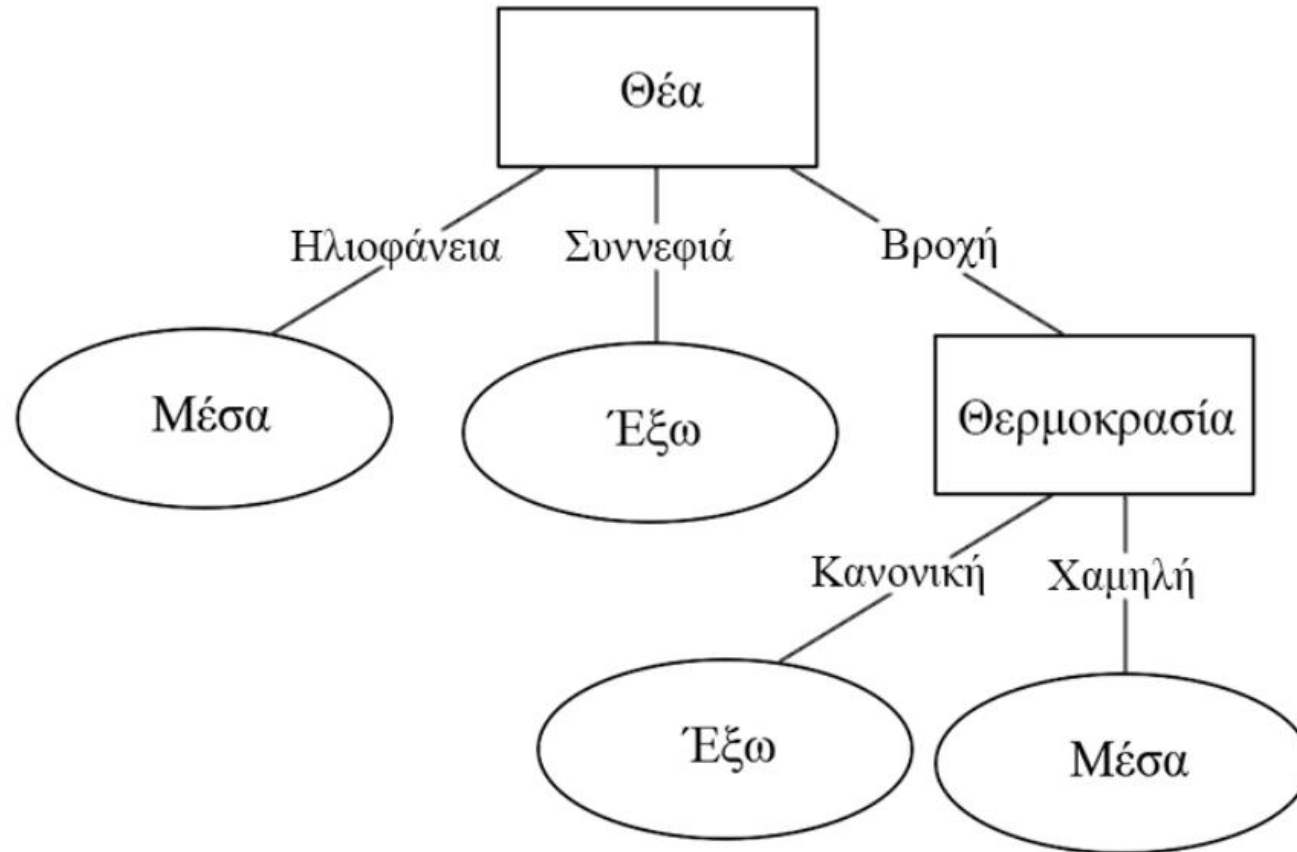 Θέα
Ηλιοφάνεια
Συννεφιά
Βροχή
Μέσα
Έξω
Θερμοκρασία
Κανονική
Χαμηλή
Έξω
Μέσα